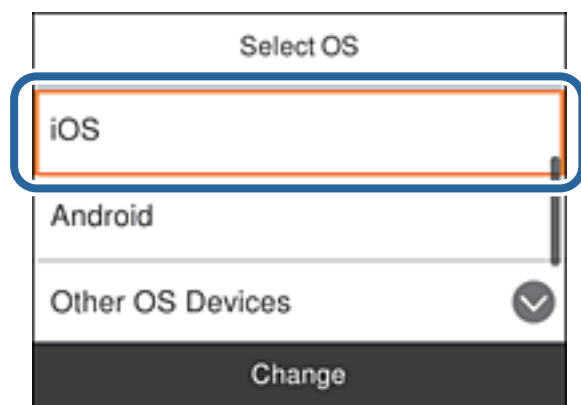 Select OS
iOS
Android
Other OS Devices
Change